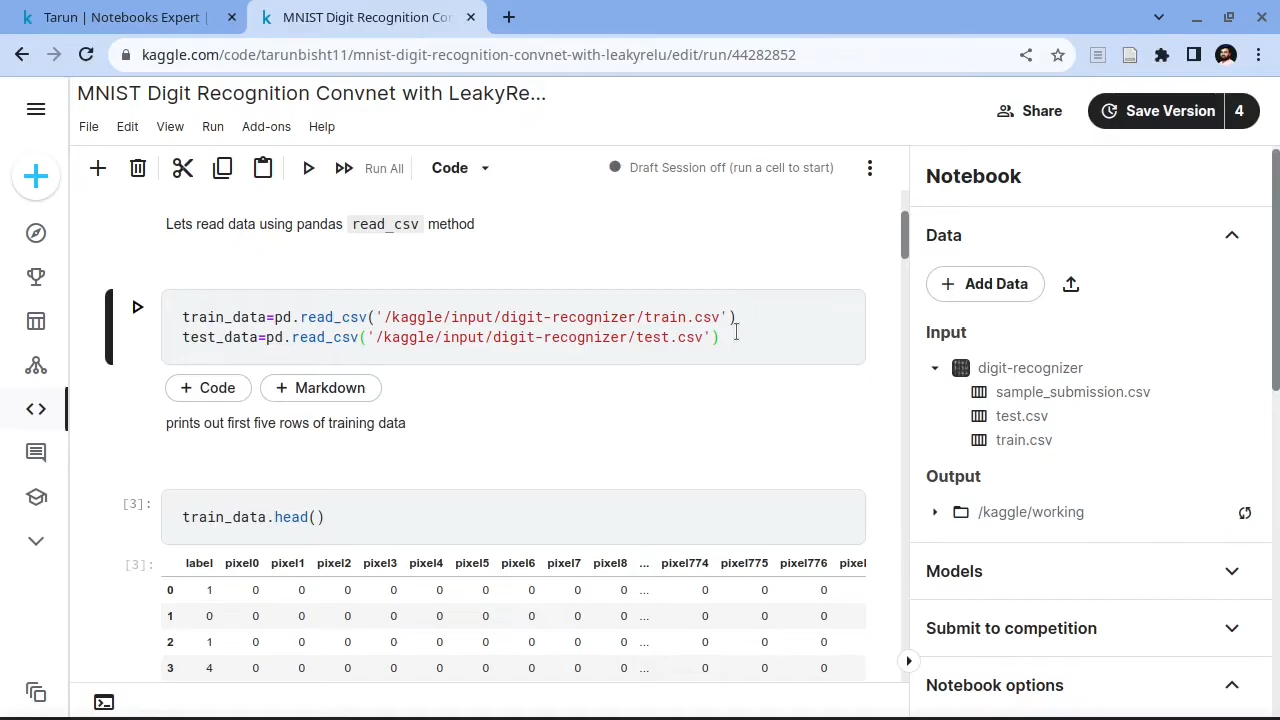 Tarun | Notebooks Expert
MNIST Digit Recognition Cor
kaggle.com/code/tarunbisht11/mnist-digit-recognition-convnet-with-leakyrelu/edit/run/44282852
MNIST Digit Recognition Convnet with LeakyRe...
File Edit View Run Add-ons Help
Share
Save Version 4
Run All
Code
Draft Session off (run a cell to start)
Lets read data using pandas read_csv method
train_data=pd.read_csv('/kaggle/input/digit-recognizer/train.csv')
test_data=pd.read_csv('/kaggle/input/digit-recognizer/test.csv')
+ Code + Markdown
prints out first five rows of training data
[3]:
train_data.head()
[3]:
label pixel0 pixel1 pixel2 pixel3 pixel4 pixel5 pixel6 pixel7 pixel8 ... pixel774 pixel775 pixel776 pixel
0 1 0 0 0 0 0 0 0 0 0 ... 0 0 0
1 0 0 0 0 0 0 0 0 0 0 ... 0 0 0
2 1 0 0 0 0 0 0 0 0 0 ... 0 0 0
3 4 0 0 0 0 0 0 0 0 0 ... 0 0 0
Notebook
Data
+ Add Data
Input
digit-recognizer
sample_submission.csv
test.csv
train.csv
Output
/kaggle/working
Models
Submit to competition
Notebook options